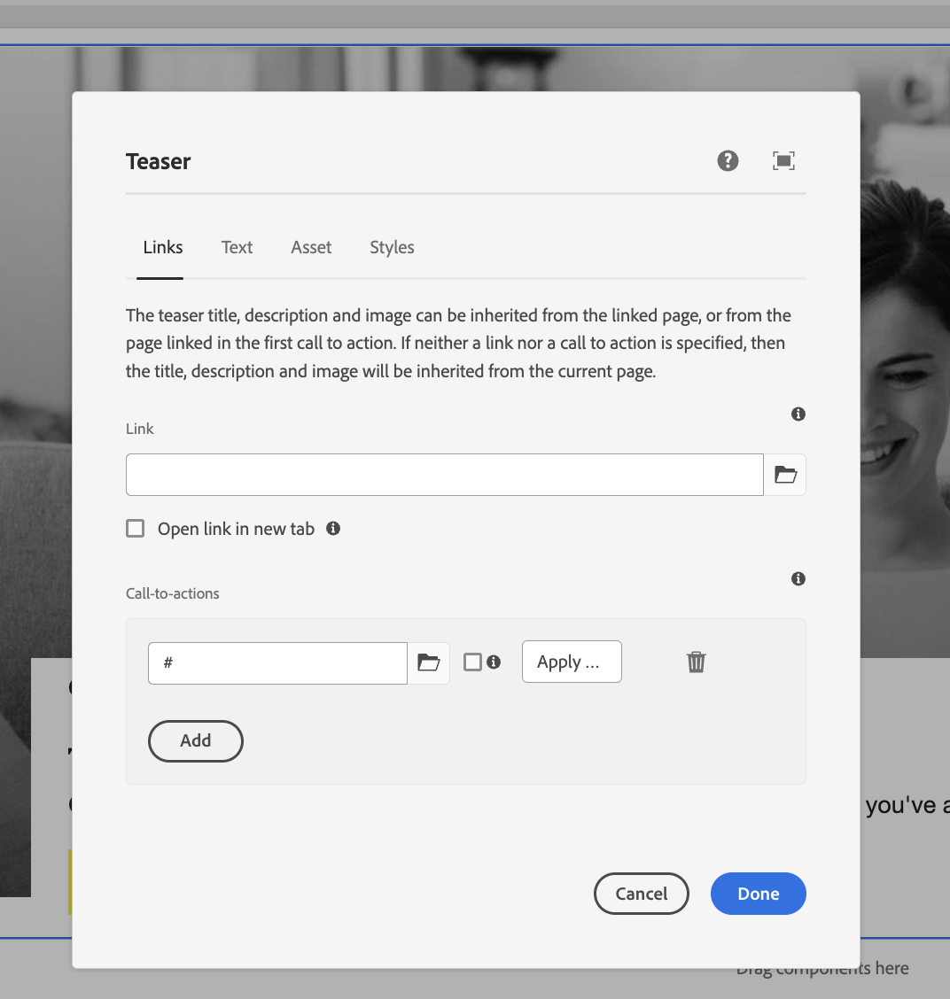 Teaser
Links Text Asset Styles
The teaser title, description and image can be inherited from the linked page, or from the
page linked in the first call to action. If neither a link nor a call to action is specified, then
the title, description and image will be inherited from the current page.
Link
Open link in new tab
Call-to-actions
# Apply ...
Add
you've
Cancel Done
Drag components here